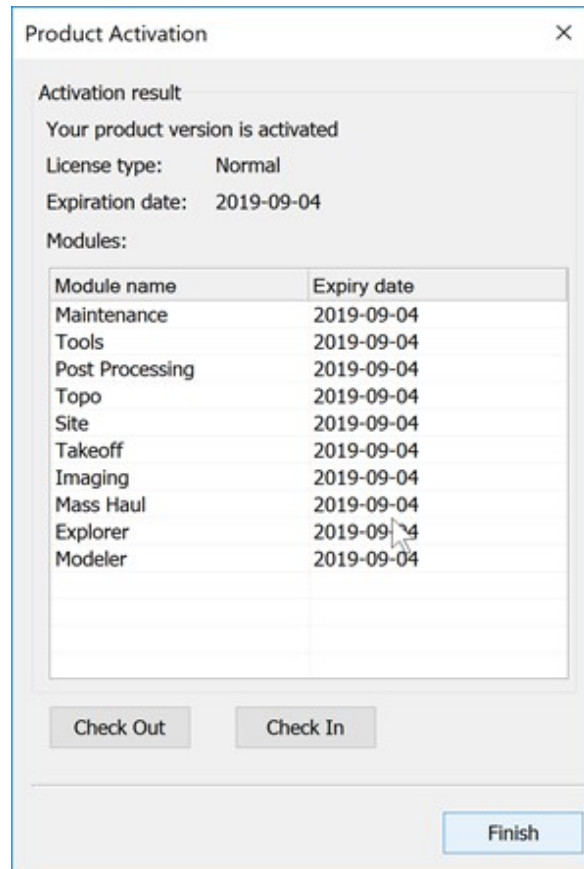 Product Activation
Activation result
Your product version is activated
License type: Normal
Expiration date: 2019-09-04
Modules:
Module name Expiry date
Maintenance 2019-09-04
Tools 2019-09-04
Post Processing 2019-09-04
Topo 2019-09-04
Site 2019-09-04
Takeoff 2019-09-04
Imaging 2019-09-04
Mass Haul 2019-09-04
Explorer 2019-09-04
Modeler 2019-09-04
Check Out Check In
Finish